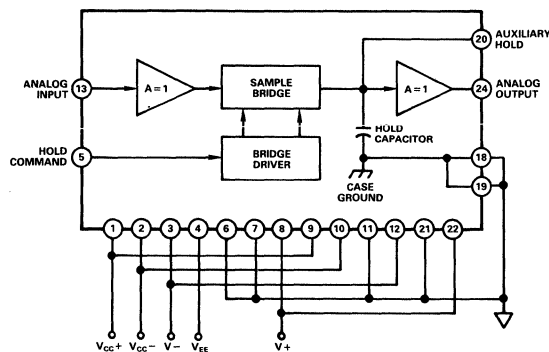 AUXILIARY
HOLD
20
ANALOG
INPUT
13
A = 1
SAMPLE
BRIDGE
A = 1
24
ANALOG
OUTPUT
HOLD
CAPACITOR
HOLD
COMMAND
5
BRIDGE
DRIVER
CASE
GROUND
18
19
1 2 3 4 6 7 8 9 10 11 12 21 22
VCC+ VCC− V− VEE V+